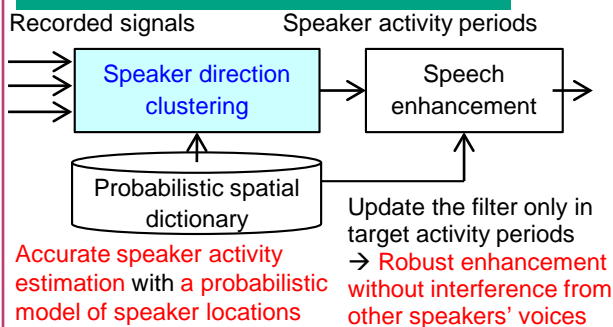 Recorded signals
Speaker activity periods
Speaker direction
clustering
Speech
enhancement
Probabilistic spatial
dictionary
Accurate speaker activity
estimation with a probabilistic
model of speaker locations
Update the filter only in
target activity periods
→ Robust enhancement
without interference from
other speakers' voices